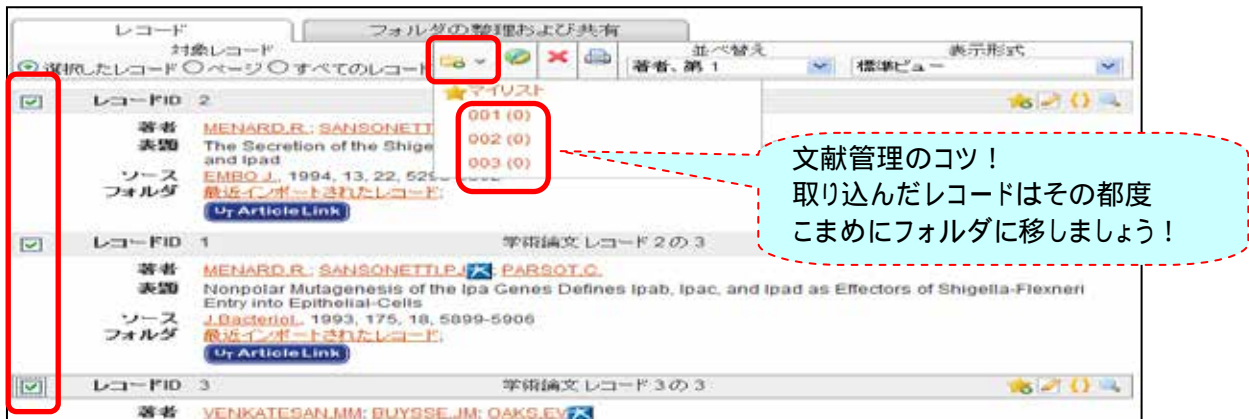 レコード フォルダの整理および共有
対象レコード 並べ替え 表示形式
選択したレコード ページ すべてのレコード 著者、第 1 標準ビュー
マイリスト
001 (0)
002 (0)
003 (0)
レコードID 2
著者 MENARD,R.; SANSONETT
表題 The Secretion of the Shige
and Ipad
ソース EMBO J., 1994, 13, 22,
フォルダ 最近インポートされたレコード;
UT Article Link
文献管理のコツ！
取り込んだレコードはその都度
こまめにフォルダに移しましょう！
レコードID 1 学術論文 レコード 2 の 3
著者 MENARD,R.; SANSONETTI,P.J.; PARSOT,C.
表題 Nonpolar Mutagenesis of the Ipa Genes Defines Ipab, Ipac, and Ipad as Effectors of Shigella-Flexneri
Entry into Epithelial-Cells
ソース J.Bacteriol., 1993, 175, 18, 5899-5906
フォルダ 最近インポートされたレコード;
UT Article Link
レコードID 3 学術論文 レコード 3 の 3
著者 VENKATESAN,MM; BUYSSE,JM; OAKS,EV